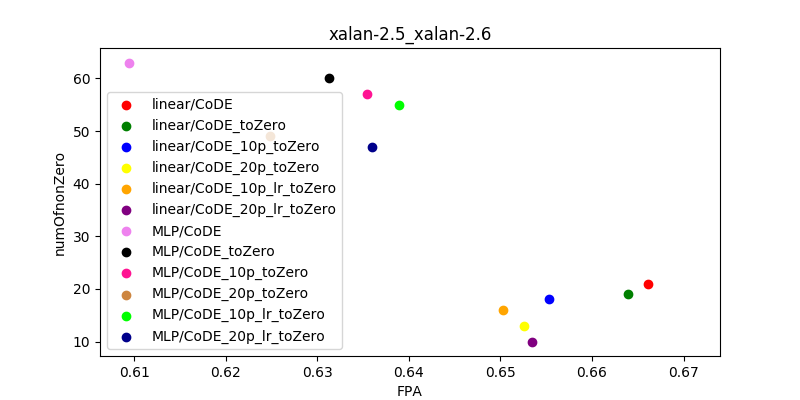 xalan-2.5_xalan-2.6
numOfnonZero
60
50
40
30
20
10
linear/CoDE
linear/CoDE_toZero
linear/CoDE_10p_toZero
linear/CoDE_20p_toZero
linear/CoDE_10p_lr_toZero
linear/CoDE_20p_lr_toZero
MLP/CoDE
MLP/CoDE_toZero
MLP/CoDE_10p_toZero
MLP/CoDE_20p_toZero
MLP/CoDE_10p_lr_toZero
MLP/CoDE_20p_lr_toZero
0.61 0.62 0.63 0.64 0.65 0.66 0.67
FPA